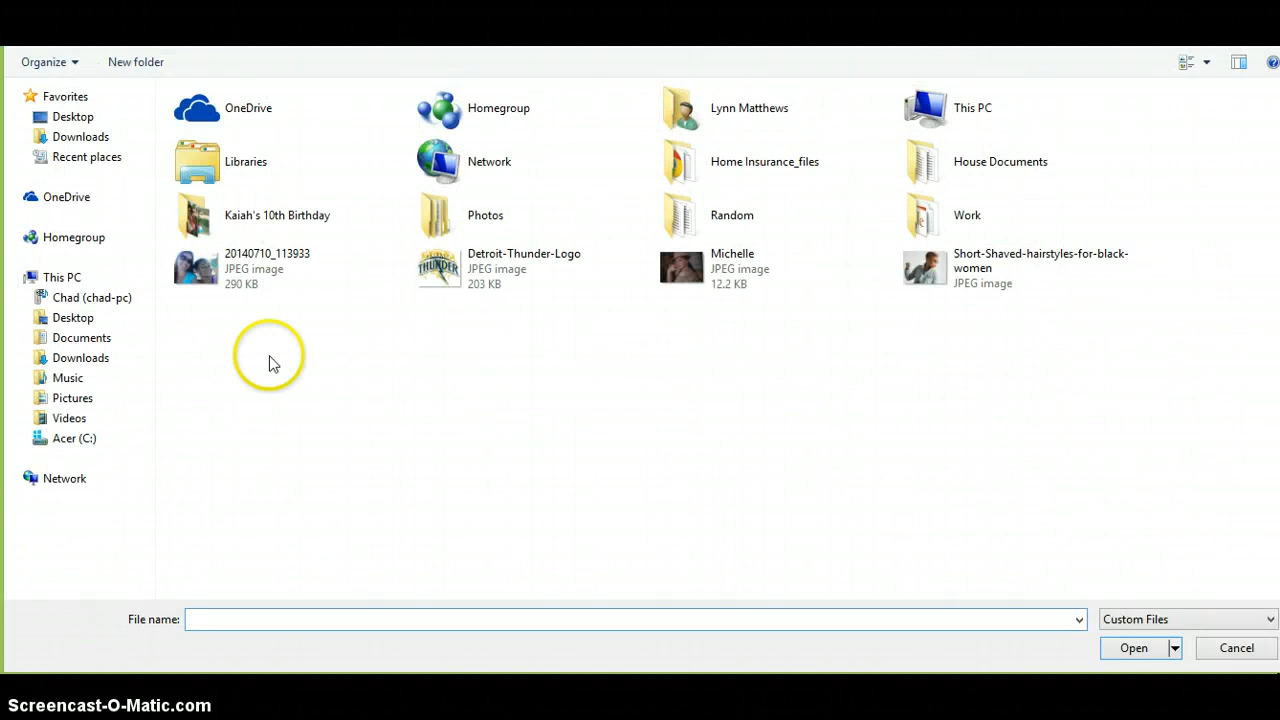 Organize
New folder
Favorites
Desktop
Downloads
Recent places
OneDrive
Homegroup
This PC
Chad (chad-pc)
Desktop
Documents
Downloads
Music
Pictures
Videos
Acer (C:)
Network
OneDrive
Homegroup
Lynn Matthews
This PC
Libraries
Network
Home Insurance_files
House Documents
Kaiah's 10th Birthday
Photos
Random
Work
20140710_113933
JPEG image
290 KB
Detroit-Thunder-Logo
JPEG image
203 KB
THUNDER
Michelle
JPEG image
12.2 KB
Short-Shaved-hairstyles-for-black-
women
JPEG image
File name:
Custom Files
Open
Cancel
Screencast-O-Matic.com